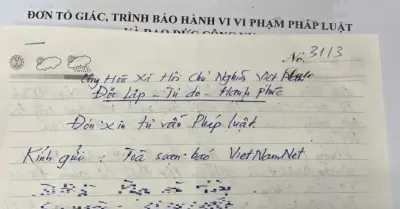 ĐƠN TỐ GIÁC, TRÌNH BÁO HÀNH VI VI PHẠM PHÁP LUẬT
No. 3113
Cộng Hòa Xã Hội Chủ Nghĩa Việt Nam
Độc Lập - Tự do - Hạnh Phúc
Đơn xin tư vấn Pháp luật.
Kính gửi : Toà soạn báo VietNamNet